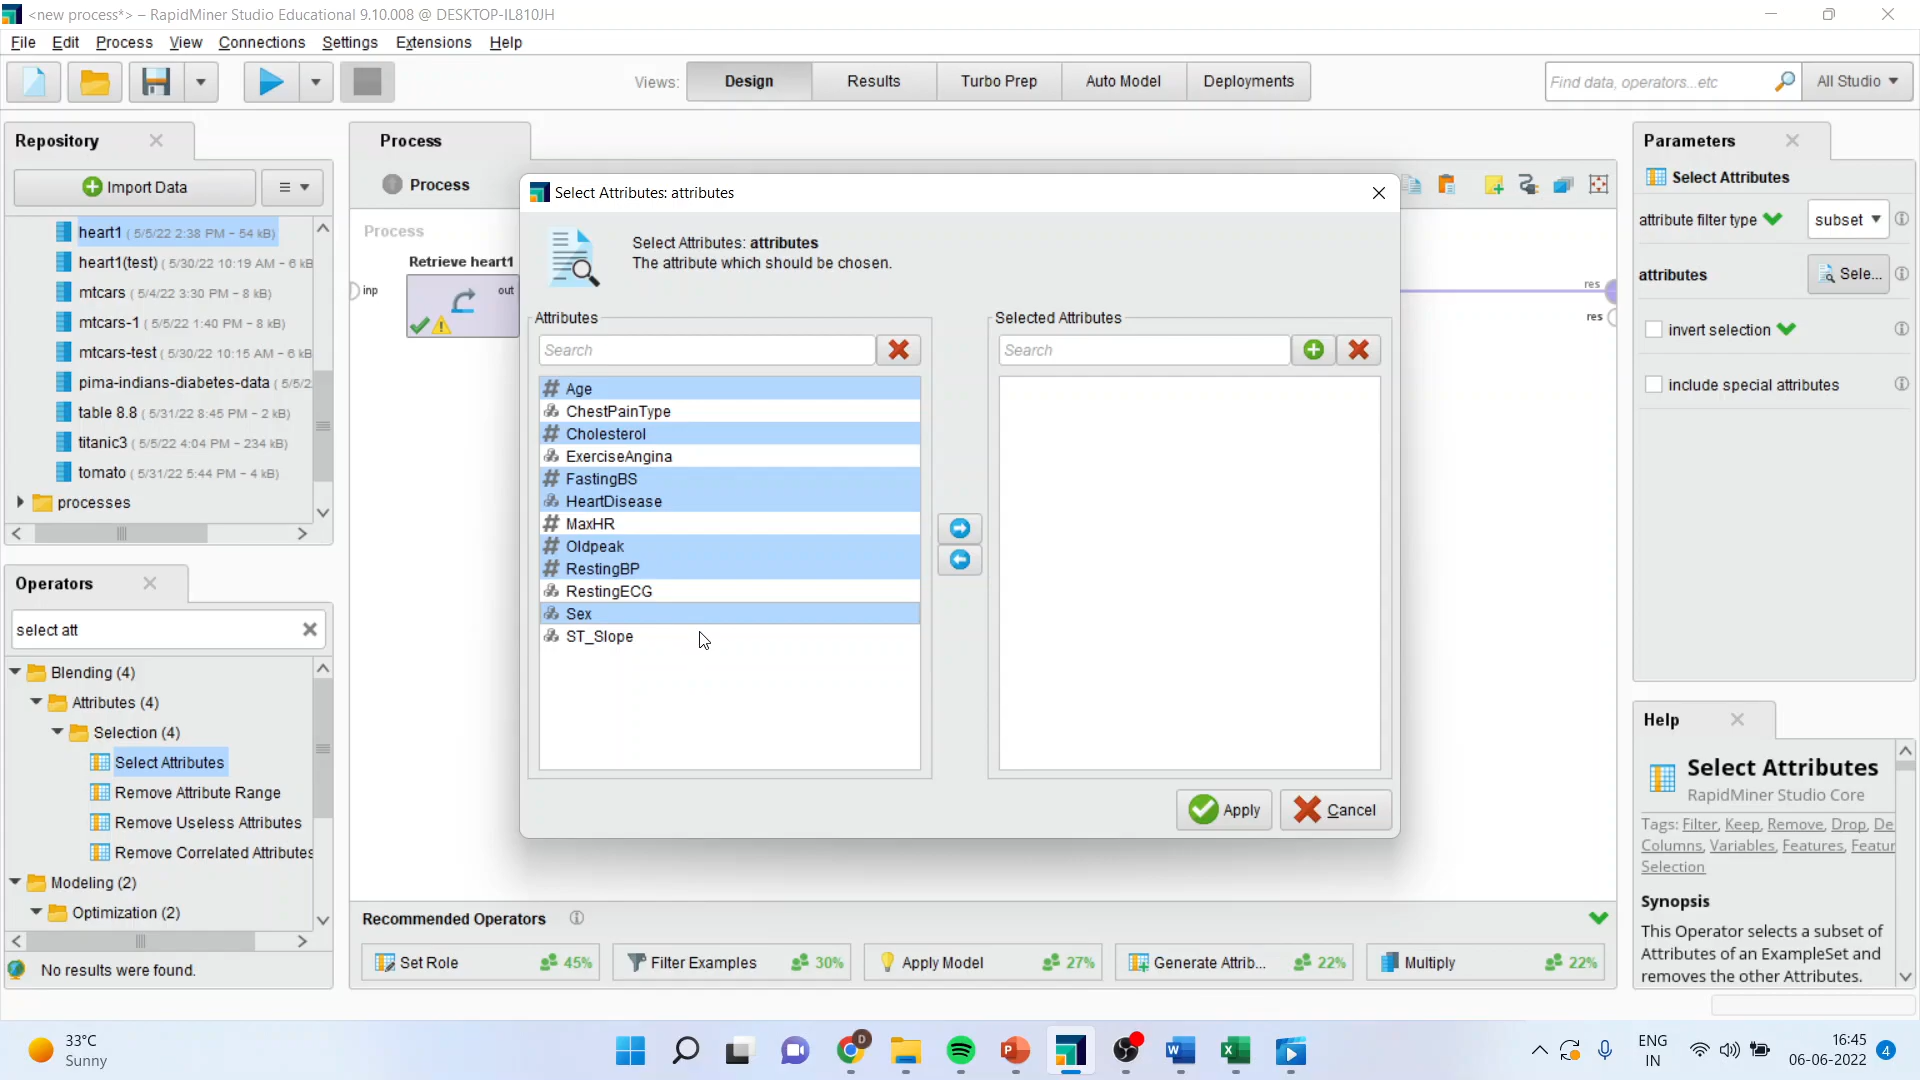 <new process*> – RapidMiner Studio Educational 9.10.008 @ DESKTOP-IL810JH
File Edit Process View Connections Settings Extensions Help
Views: Design Results Turbo Prep Auto Model Deployments
Find data, operators...etc All Studio
Repository
Import Data
heart1 ( 5/5/22 2:38 PM – 54 kB)
heart1(test) ( 5/30/22 10:19 AM – 6 kB
mtcars ( 5/4/22 3:30 PM – 8 kB)
mtcars-1 ( 5/5/22 1:40 PM – 8 kB)
mtcars-test ( 5/30/22 10:15 AM – 6 kB
pima-indians-diabetes-data ( 5/5/2
table 8.8 ( 5/31/22 8:45 PM – 2 kB)
titanic3 ( 5/5/22 4:04 PM – 234 kB)
tomato ( 5/31/22 5:44 PM – 4 kB)
processes
Operators
select att
Blending (4)
Attributes (4)
Selection (4)
Select Attributes
Remove Attribute Range
Remove Useless Attributes
Remove Correlated Attributes
Modeling (2)
Optimization (2)
No results were found.
Process
Process
Process
Retrieve heart1
inp
out
res
res
Select Attributes: attributes
Select Attributes: attributes
The attribute which should be chosen.
Attributes
Search
Age
ChestPainType
Cholesterol
ExerciseAngina
FastingBS
HeartDisease
MaxHR
Oldpeak
RestingBP
RestingECG
Sex
ST_Slope
Selected Attributes
Search
Apply
Cancel
Recommended Operators
Set Role 45%
Filter Examples 30%
Apply Model 27%
Generate Attrib... 22%
Multiply 22%
Parameters
Select Attributes
attribute filter type subset
attributes Sele...
invert selection
include special attributes
Help
Select Attributes
RapidMiner Studio Core
Tags: Filter, Keep, Remove, Drop, De
Columns, Variables, Features, Featur
Selection
Synopsis
This Operator selects a subset of
Attributes of an ExampleSet and
removes the other Attributes.
33°C
Sunny
ENG
IN
16:45
06-06-2022
4